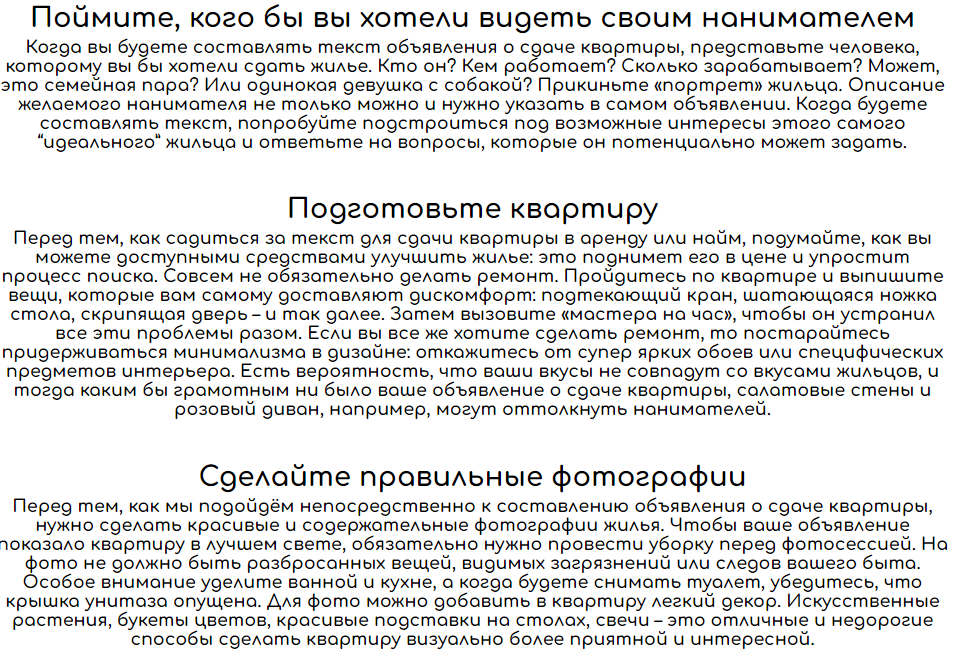 Поймите, кого бы вы хотели видеть своим нанимателем
Когда вы будете составлять текст объявления о сдаче квартиры, представьте человека,
которому вы бы хотели сдать жилье. Кто он? Кем работает? Сколько зарабатывает? Может,
это семейная пара? Или одинокая девушка с собакой? Прикиньте «портрет» жильца. Описание
желаемого нанимателя не только можно и нужно указать в самом объявлении. Когда будете
составлять текст, попробуйте подстроиться под возможные интересы этого самого
“идеального” жильца и ответьте на вопросы, которые он потенциально может задать.
Подготовьте квартиру
Перед тем, как садиться за текст для сдачи квартиры в аренду или найм, подумайте, как вы
можете доступными средствами улучшить жилье: это поднимет его в цене и упростит
процесс поиска. Совсем не обязательно делать ремонт. Пройдитесь по квартире и выпишите
вещи, которые вам самому доставляют дискомфорт: подтекающий кран, шатающаяся ножка
стола, скрипящая дверь – и так далее. Затем вызовите «мастера на час», чтобы он устранил
все эти проблемы разом. Если вы все же хотите сделать ремонт, то постарайтесь
придерживаться минимализма в дизайне: откажитесь от супер ярких обоев или специфических
предметов интерьера. Есть вероятность, что ваши вкусы не совпадут со вкусами жильцов, и
тогда каким бы грамотным ни было ваше объявление о сдаче квартиры, салатовые стены и
розовый диван, например, могут оттолкнуть нанимателей.
Сделайте правильные фотографии
Перед тем, как мы подойдём непосредственно к составлению объявления о сдаче квартиры,
нужно сделать красивые и содержательные фотографии жилья. Чтобы ваше объявление
показало квартиру в лучшем свете, обязательно нужно провести уборку перед фотосессией. На
фото не должно быть разбросанных вещей, видимых загрязнений или следов вашего быта.
Особое внимание уделите ванной и кухне, а когда будете снимать туалет, убедитесь, что
крышка унитаза опущена. Для фото можно добавить в квартиру легкий декор. Искусственные
растения, букеты цветов, красивые подставки на столах, свечи – это отличные и недорогие
способы сделать квартиру визуально более приятной и интересной.